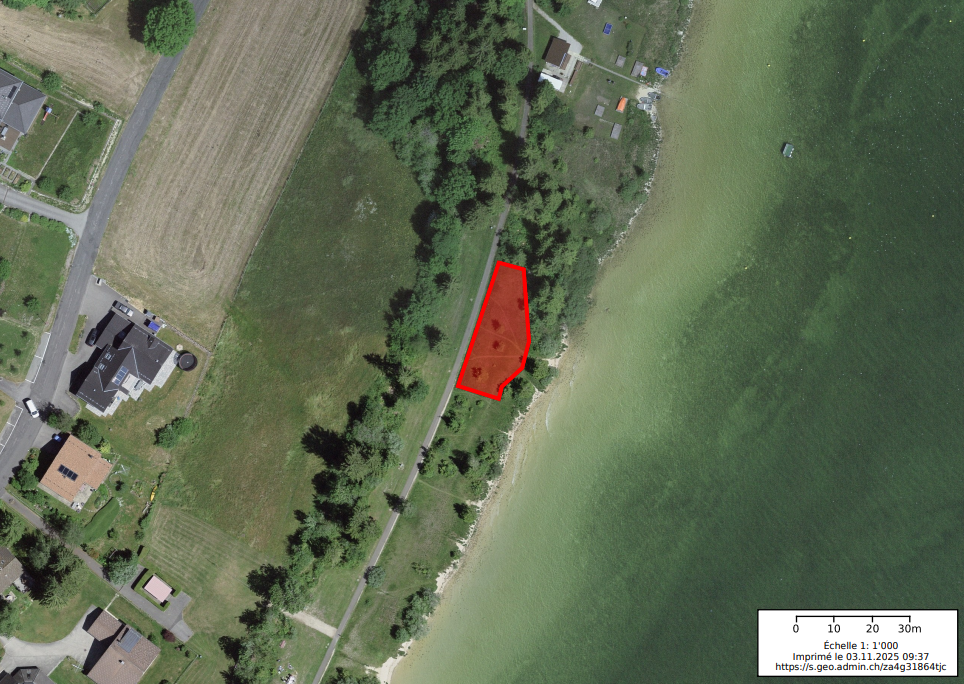 0 10 20 30m
Échelle 1: 1'000
Imprimé le 03.11.2025 09:37
https://s.geo.admin.ch/za4g31864tjc